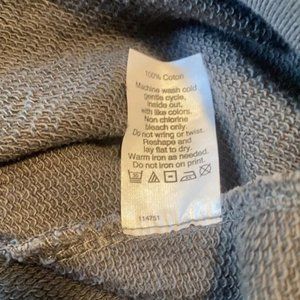 100% Cotton
Machine wash cold
gentle cycle,
inside out,
with like colors.
Non chlorine
bleach only.
Do not wring or twist.
Reshape and
lay flat to dry.
Warm iron as needed.
Do not iron on print.
114751